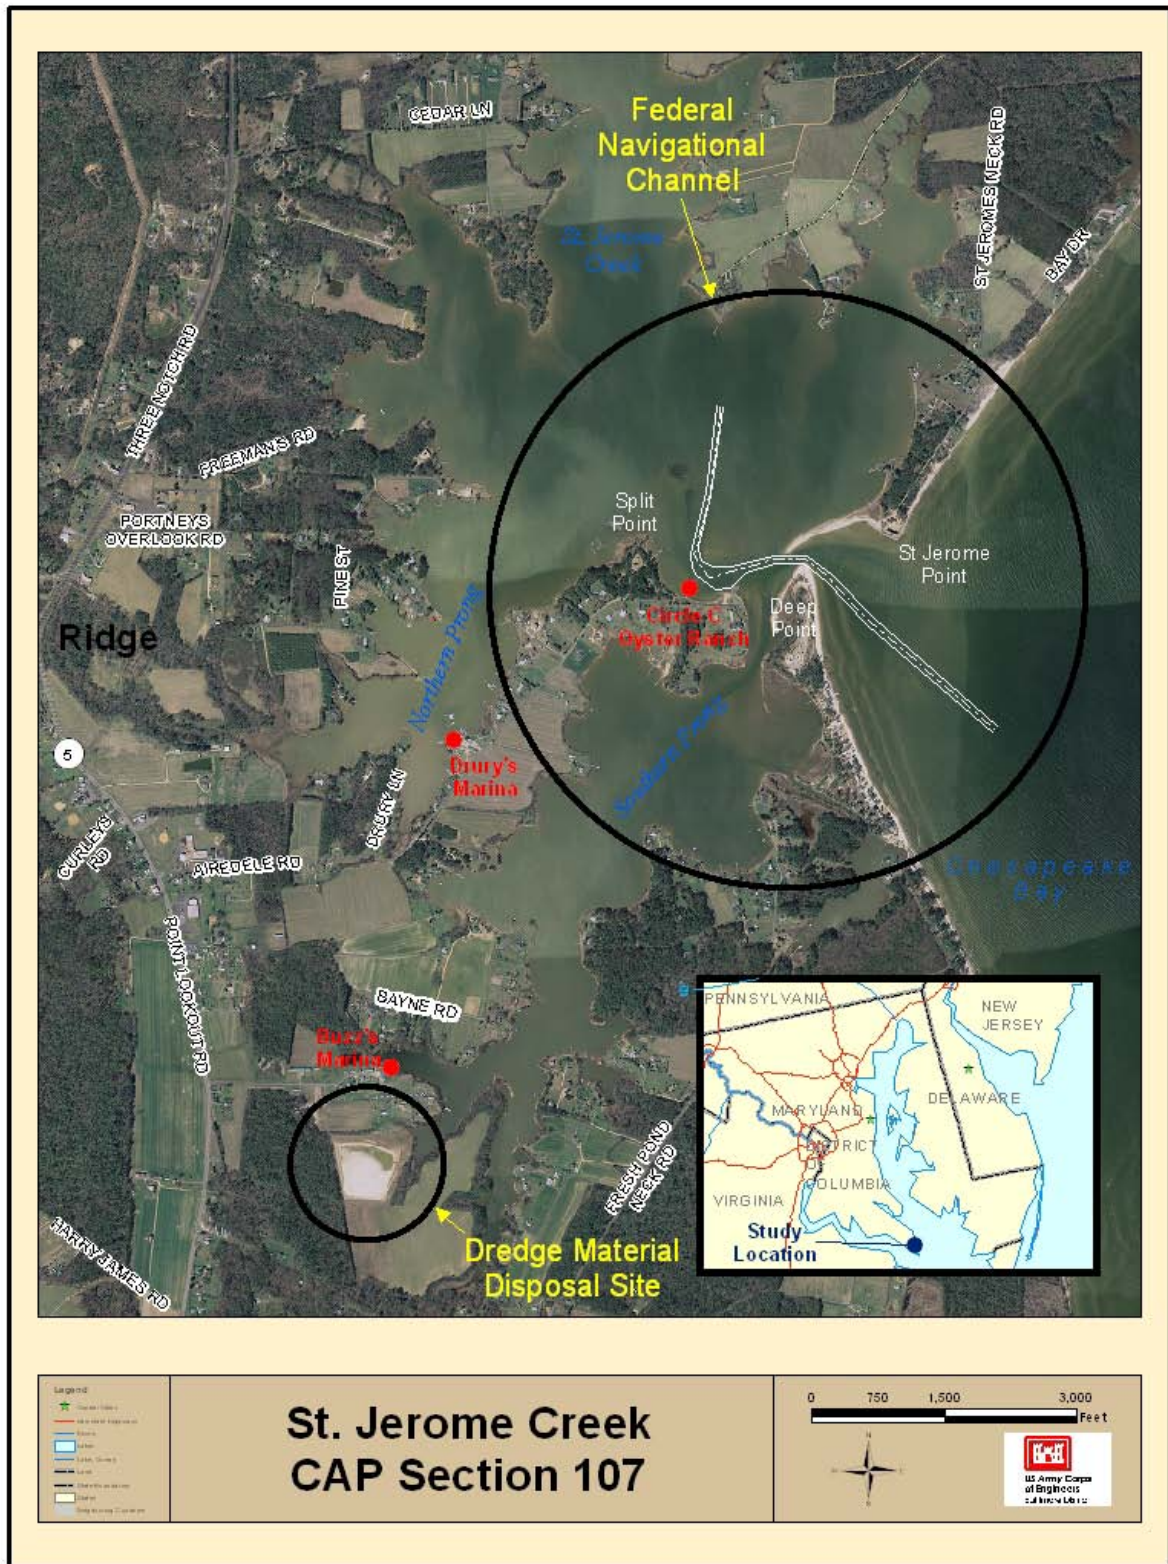 CEDAR LN
Federal
Navigational
Channel
ST JEROMES NECK RD
BAY DR
St. Jerome
Creek
THREE NOTCH RD
FREEMAN'S RD
PORTNEYS
OVERLOOK RD
PINE ST
Split
Point
St Jerome
Point
Deep
Point
Circle C
Oyster Ranch
Ridge
Northern Prong
Southern Prong
5
Drury's
Marina
DRURY LN
CURLEYS
RD
AIREDELE RD
Chesapeake
Bay
POINT LOOKOUT RD
BAYNE RD
Buzz's
Marina
FRESH POND
NECK RD
HARRY JAMES RD
Dredge Material
Disposal Site
PENNSYLVANIA
NEW
JERSEY
MARYLAND
DELAWARE
DISTRICT
COLUMBIA
VIRGINIA
Study
Location
Legend
St. Jerome Creek
CAP Section 107
0 750 1,500 3,000
Feet
N
US Army Corps
of Engineers
Baltimore District